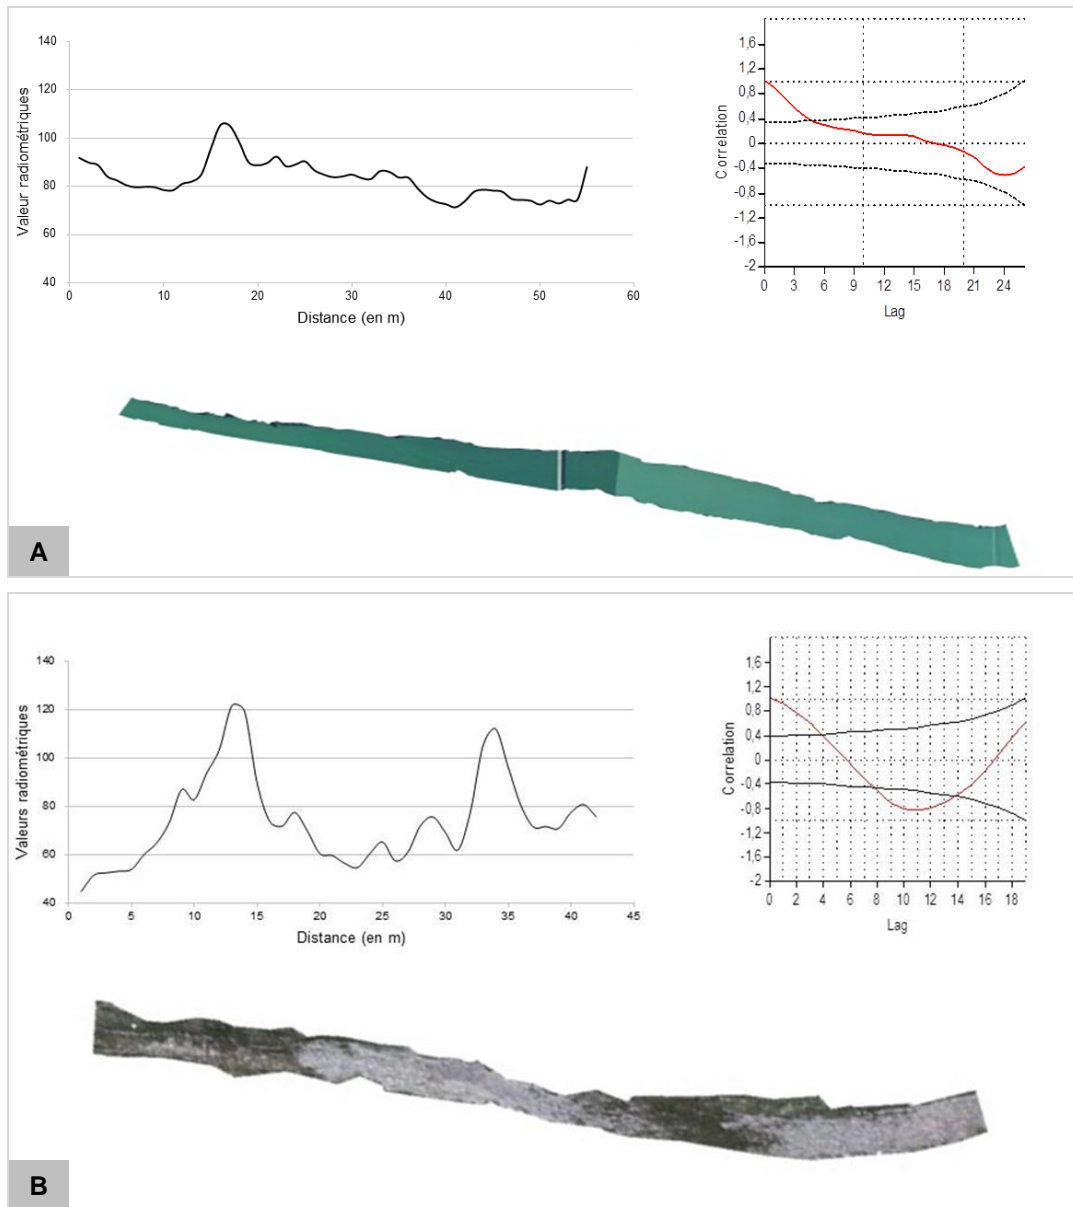 140
120
100
80
60
40
Valeur radiométriques
0 10 20 30 40 50 60
Distance (en m)
1,6
1,2
0,8
0,4
0
-0,4
-0,8
-1,2
-1,6
-2
Correlation
0 3 6 9 12 15 18 21 24
Lag
A
140
120
100
80
60
40
Valeurs radiométriques
0 5 10 15 20 25 30 35 40 45
Distance (en m)
1,6
1,2
0,8
0,4
0
-0,4
-0,8
-1,2
-1,6
-2
Correlation
0 2 4 6 8 10 12 14 16 18
Lag
B